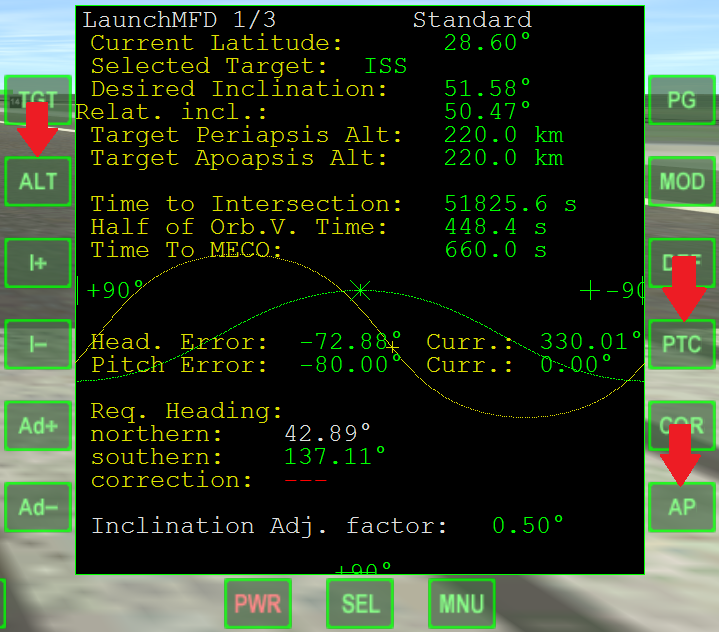 LaunchMFD 1/3 Standard
Current Latitude: 28.60°
Selected Target: ISS
Desired Inclination: 51.58°
Relat. incl.: 50.47°
Target Periapsis Alt: 220.0 km
Target Apoapsis Alt: 220.0 km
Time to Intersection: 51825.6 s
Half of Orb.V. Time: 448.4 s
Time To MECO: 660.0 s
+90° -90
Head. Error: -72.88° Curr.: 330.01°
Pitch Error: -80.00° Curr.: 0.00°
Req. Heading:
northern: 42.89°
southern: 137.11°
correction: ---
Inclination Adj. factor: 0.50°
+90°
TGT
ALT
I+
I-
Ad+
Ad-
PG
MOD
PTC
COR
AP
PWR SEL MNU